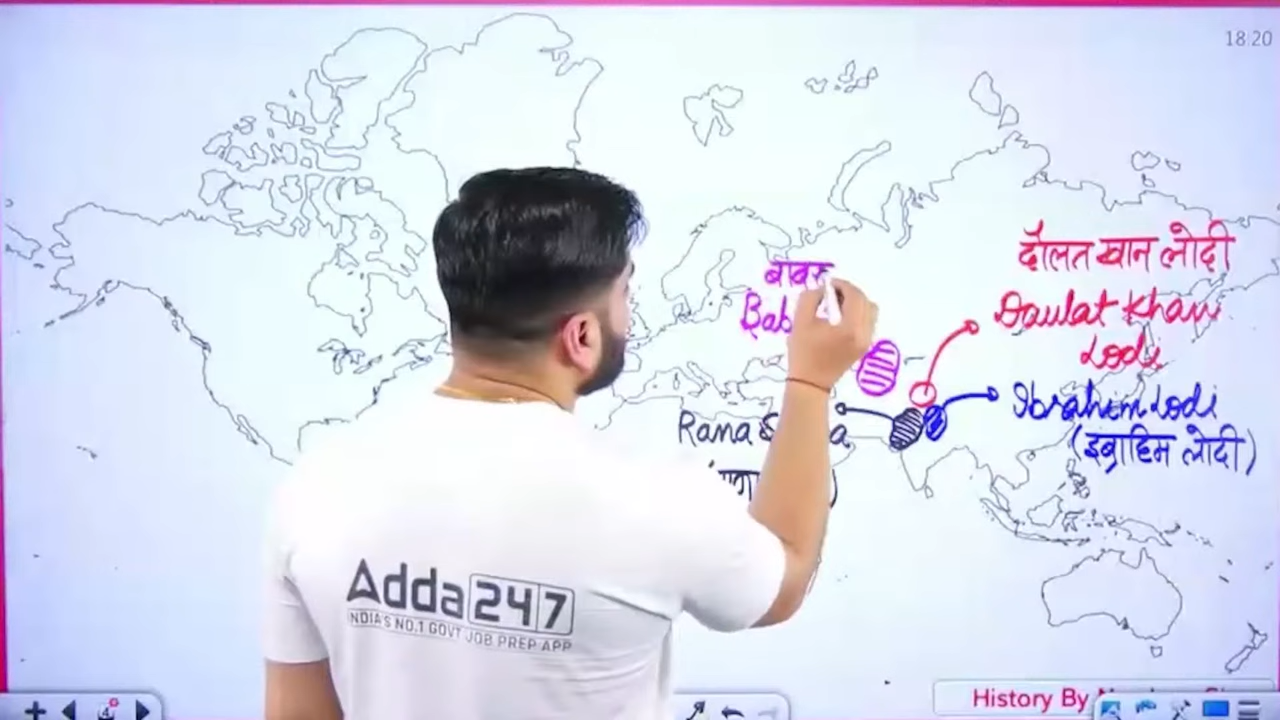 18:20
दौलत खान लोदी
Daulat Khan
Lodi
Ibrahim Lodi
(इब्राहिम लोदी)
Rana
Adda247
INDIA'S NO.1 GOVT JOB PREP APP
History By